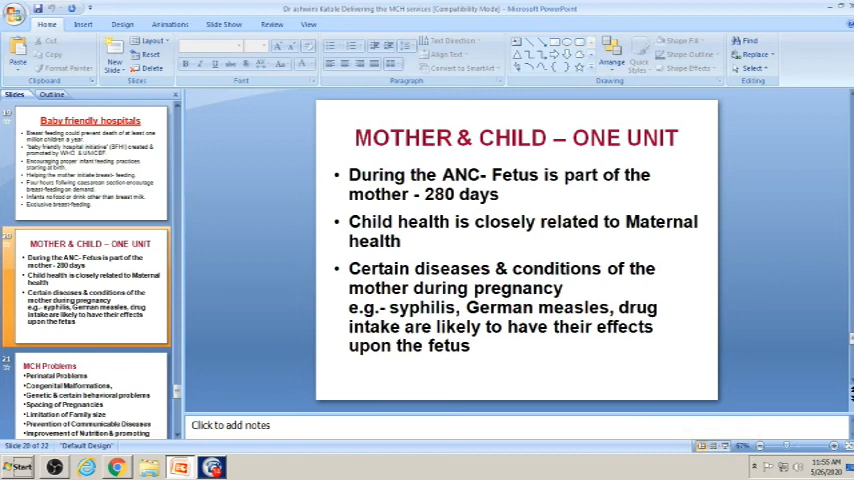 Dr ashwini Katole Delivering the MCH services [Compatibility Mode] - Microsoft PowerPoint
Home Insert Design Animations Slide Show Review View
Cut
Copy
Format Painter
Paste
Clipboard
New Slide
Layout
Reset
Delete
Slides
Font
Text Direction
Align Text
Convert to SmartArt
Paragraph
Arrange
Quick Styles
Shape Fill
Shape Outline
Shape Effects
Drawing
Find
Replace
Select
Editing
Slides Outline
19
Baby friendly hospitals
Breast-feeding could prevent death of at least one
million children a year.
"baby friendly hospital initiative" (BFHI) created &
promoted by WHO & UNICEF.
Encouraging proper infant feeding practices
starting at birth.
Helping the mother initiate breast-feeding.
Four hours following caesarean section encourage
breast-feeding on demand.
Infants no food or drink other than breast milk.
Exclusive breast-feeding.
20
MOTHER & CHILD – ONE UNIT
During the ANC- Fetus is part of the
mother - 280 days
Child health is closely related to Maternal
health
Certain diseases & conditions of the
mother during pregnancy
e.g.- syphilis, German measles, drug
intake are likely to have their effects
upon the fetus
21
MCH Problems
•Perinatal Problems
•Congenital Malformations,
•Genetic & certain behavioral problems
•Spacing of Pregnancies
•Limitation of Family size
•Prevention of Communicable Diseases
•Improvement of Nutrition & promoting
MOTHER & CHILD – ONE UNIT
• During the ANC- Fetus is part of the
mother - 280 days
• Child health is closely related to Maternal
health
• Certain diseases & conditions of the
mother during pregnancy
e.g.- syphilis, German measles, drug
intake are likely to have their effects
upon the fetus
Click to add notes
Slide 20 of 22 "Default Design" 67%
Start
11:55 AM
5/26/2020